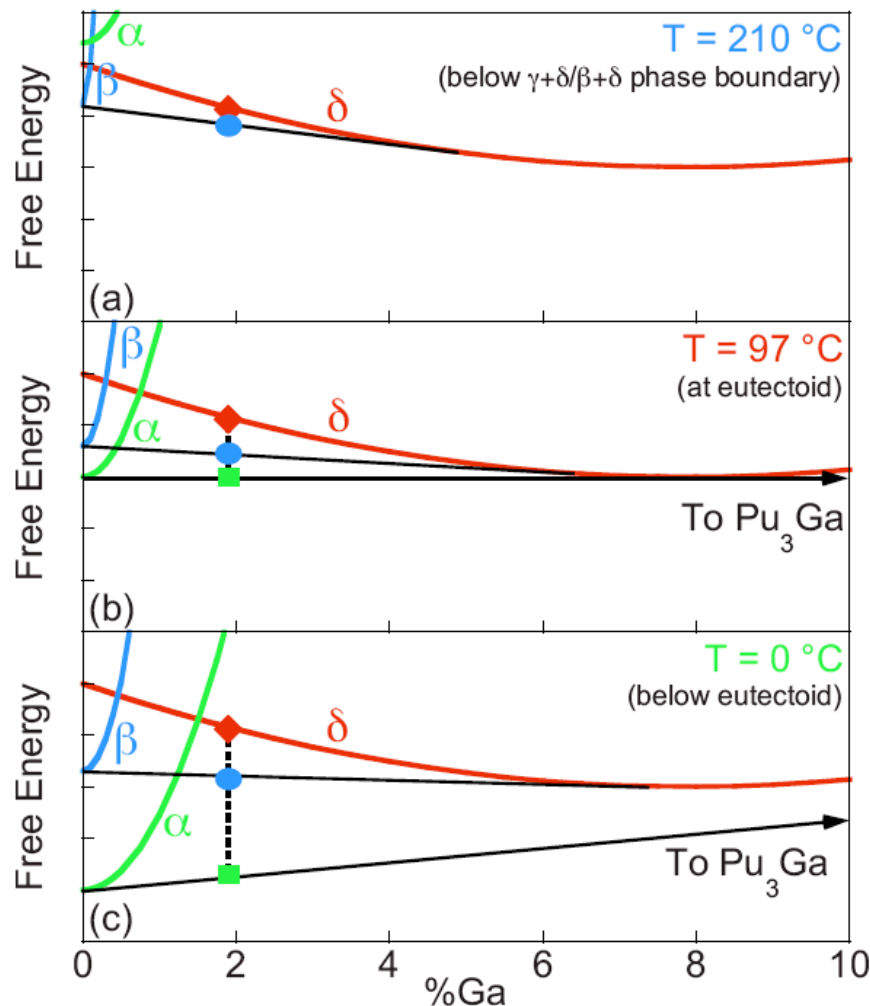 α
T = 210 °C
(below γ+δ/β+δ phase boundary)
β
δ
Free Energy
(a)
β
T = 97 °C
(at eutectoid)
α
δ
Free Energy
To Pu₃Ga
(b)
T = 0 °C
(below eutectoid)
β
δ
α
Free Energy
To Pu₃Ga
(c)
0 2 4 6 8 10
%Ga